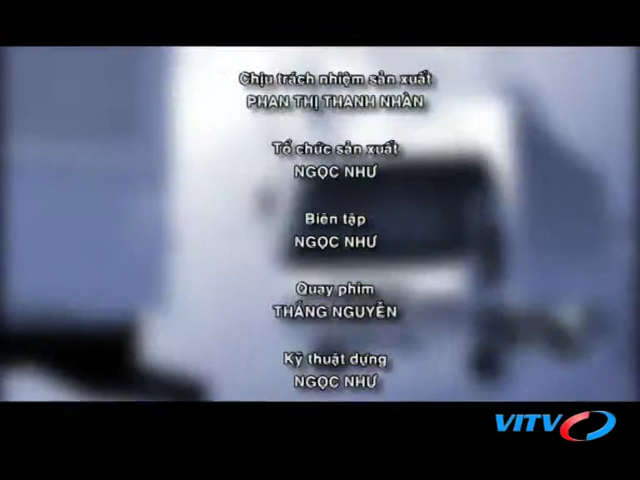 Chịu trách nhiệm sản xuất
PHAN THỊ THANH NHÀN
Tổ chức sản xuất
NGỌC NHƯ
Biên tập
NGỌC NHƯ
Quay phim
THẮNG NGUYỄN
Kỹ thuật dựng
NGỌC NHƯ
VITV